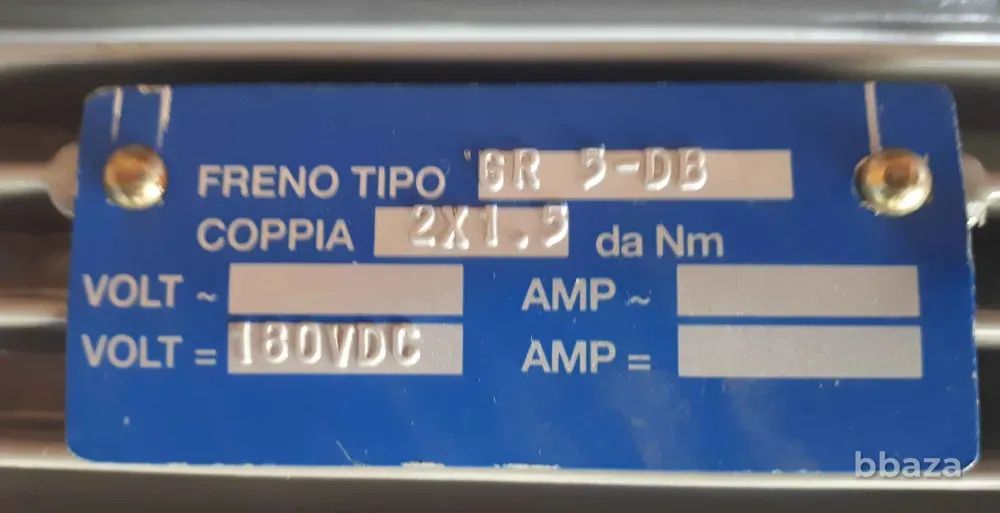 FRENO TIPO GR 5-DB
COPPIA 2X1.5 da Nm
VOLT ~ AMP ~
VOLT = 180VDC AMP =
bbaza